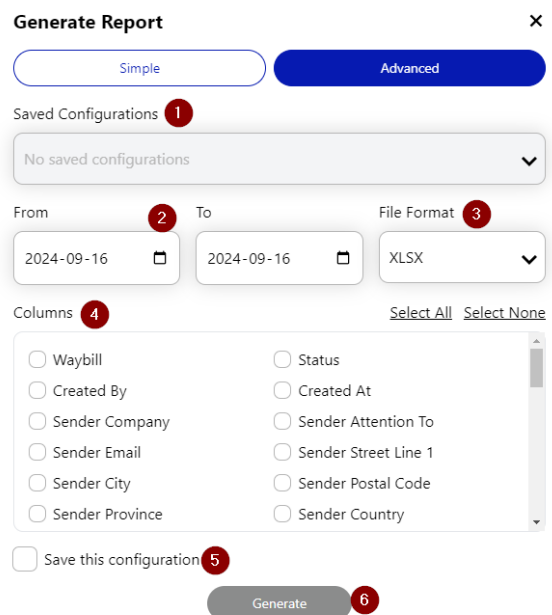 Generate Report ×
Simple Advanced
Saved Configurations 1
No saved configurations
From 2 To File Format 3
2024-09-16 2024-09-16 XLSX
Columns 4 Select All Select None
Waybill Status
Created By Created At
Sender Company Sender Attention To
Sender Email Sender Street Line 1
Sender City Sender Postal Code
Sender Province Sender Country
Save this configuration 5
Generate 6